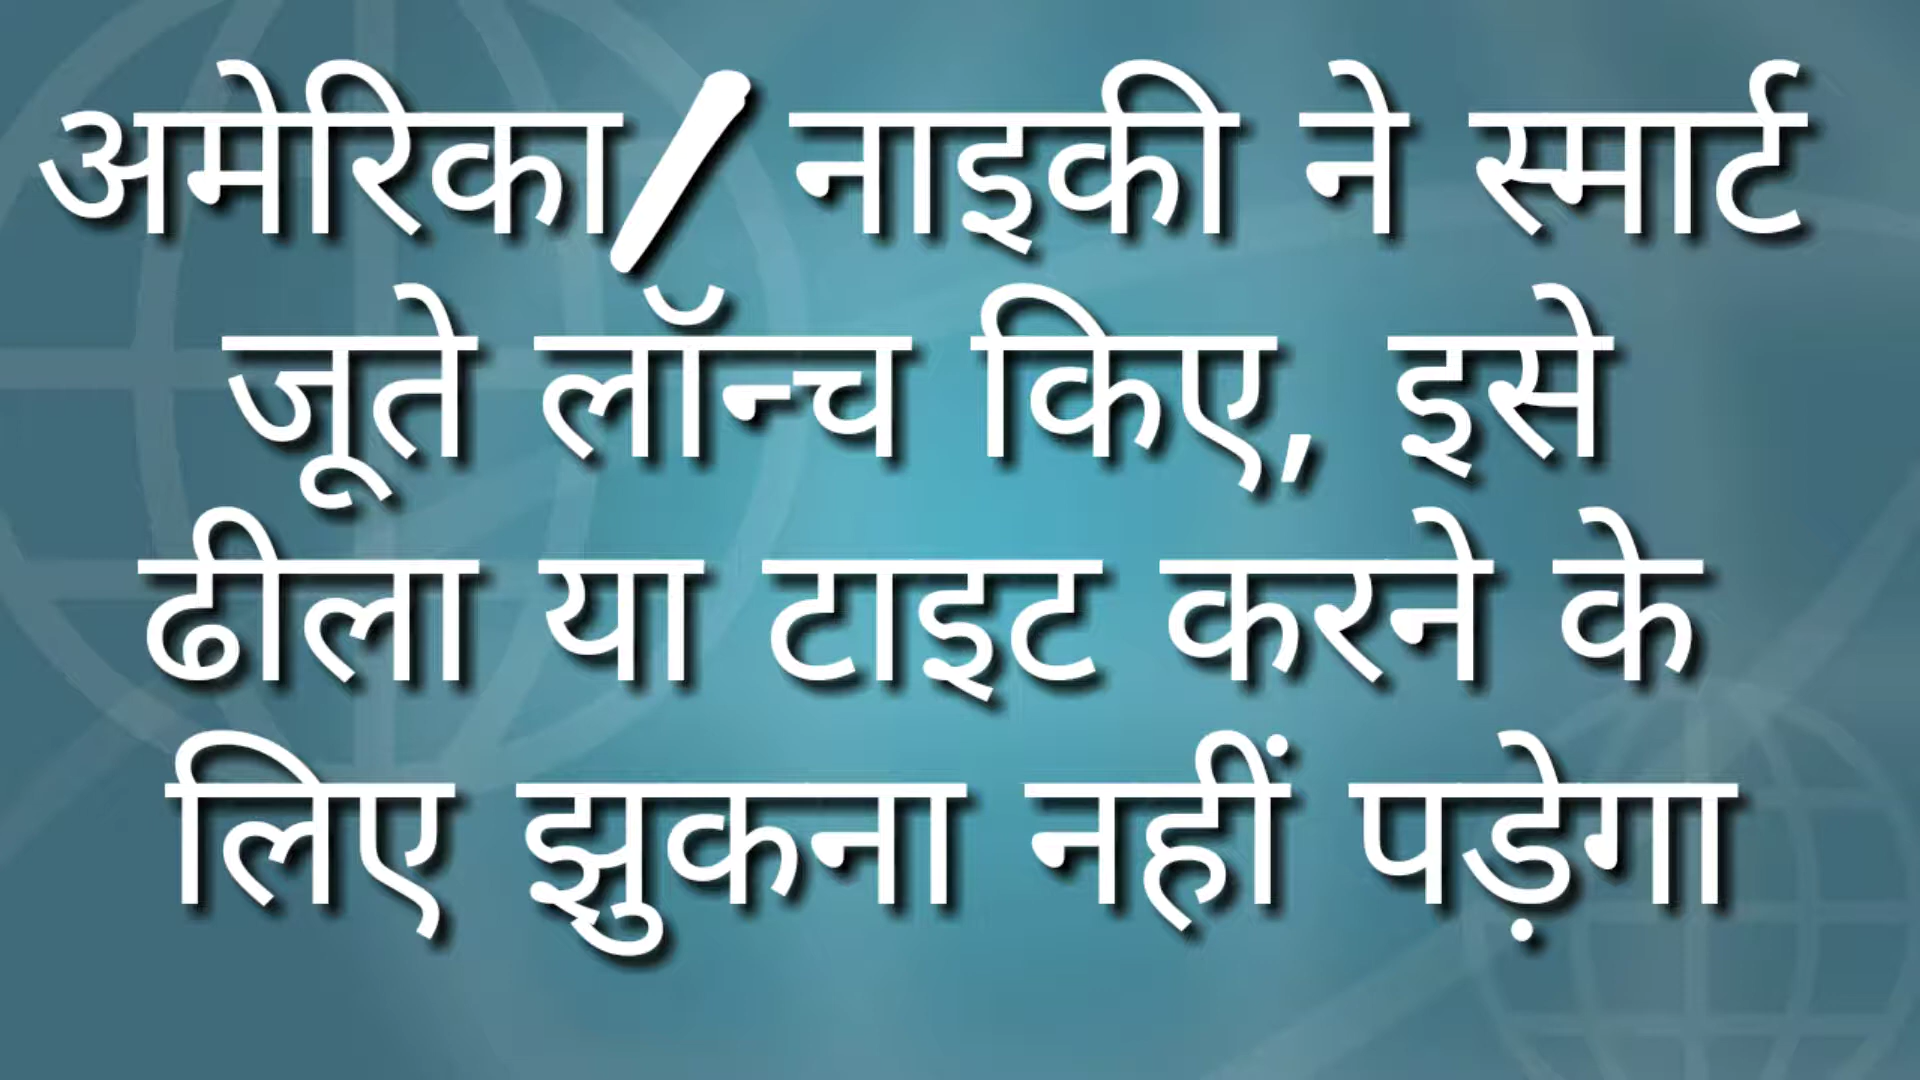 अमेरिका/ नाइकी ने स्मार्ट
जूते लॉन्च किए, इसे
ढीला या टाइट करने के
लिए झुकना नहीं पड़ेगा